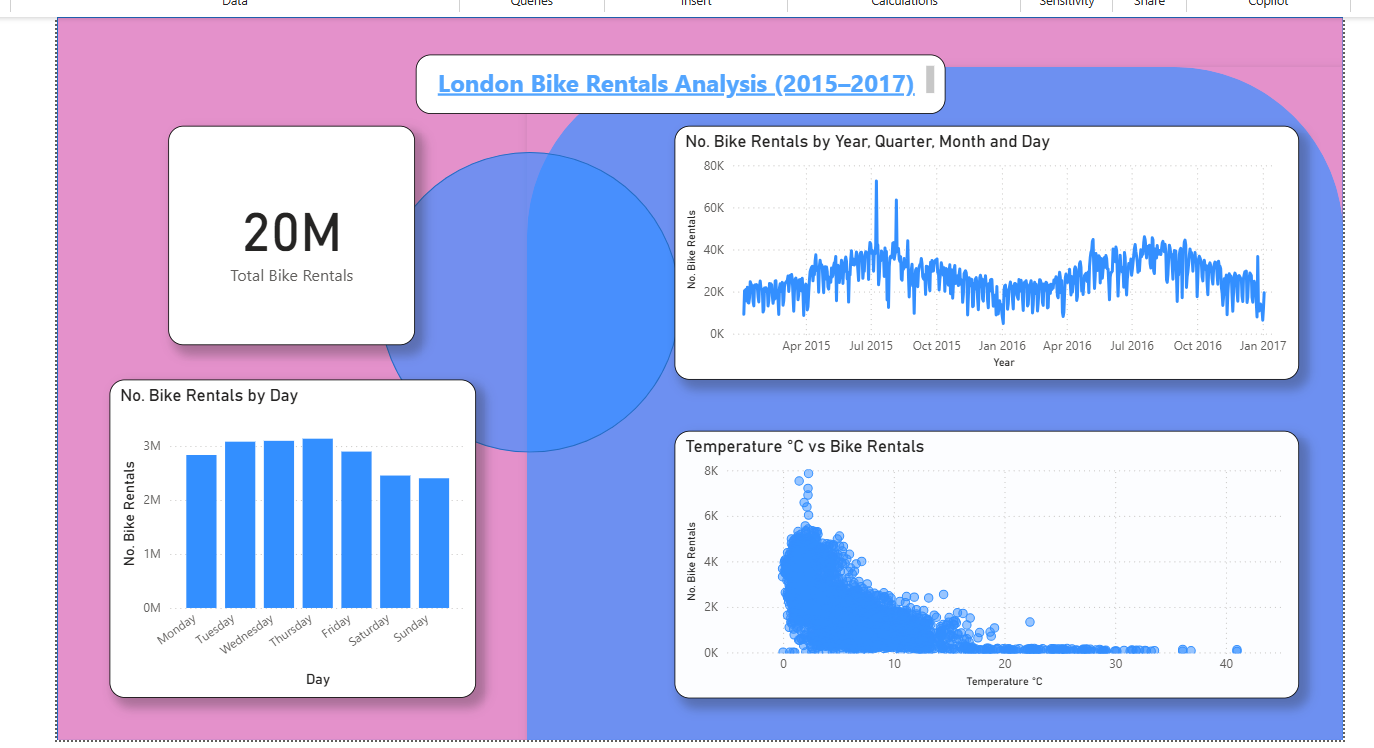 Data Queries Insert Calculations Sensitivity Share Copilot
London Bike Rentals Analysis (2015–2017)
20M
Total Bike Rentals
No. Bike Rentals by Year, Quarter, Month and Day
80K
60K
40K
20K
0K
No. Bike Rentals
Apr 2015 Jul 2015 Oct 2015 Jan 2016 Apr 2016 Jul 2016 Oct 2016 Jan 2017
Year
No. Bike Rentals by Day
3M
2M
1M
0M
No. Bike Rentals
Monday Tuesday Wednesday Thursday Friday Saturday Sunday
Day
Temperature °C vs Bike Rentals
8K
6K
4K
2K
0K
No. Bike Rentals
0 10 20 30 40
Temperature °C